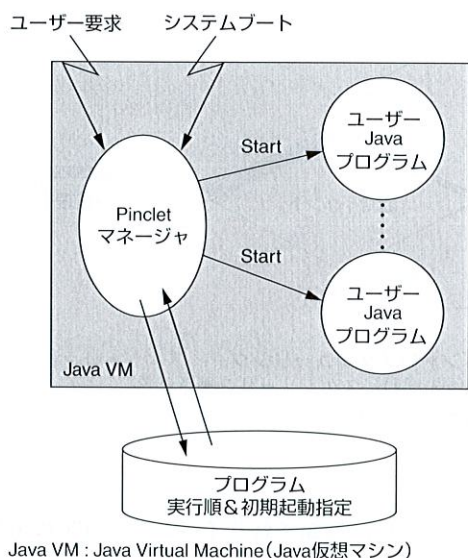 ユーザー要求
システムブート
ユーザー
Java
プログラム
Start
Pinclet
マネージャ
Start
ユーザー
Java
プログラム
Java VM
プログラム
実行順&初期起動指定
Java VM : Java Virtual Machine(Java仮想マシン)